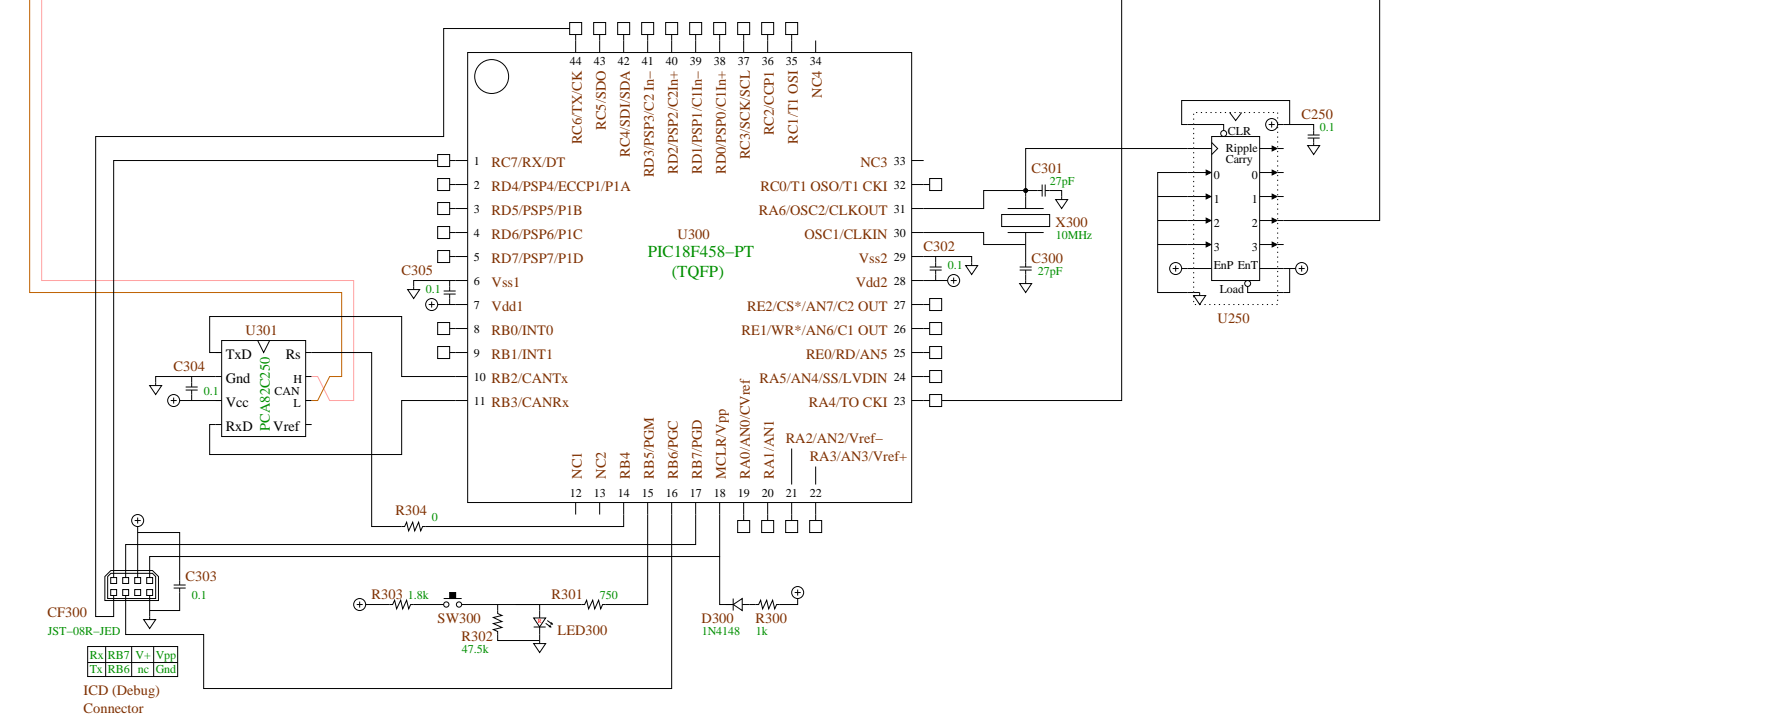 44 43 42 41 40 39 38 37 36 35 34
RC6/TX/CK
RC5/SDO
RC4/SDI/SDA
RD3/PSP3/C2 In–
RD2/PSP2/C2In+
RD1/PSP1/C1In–
RD0/PSP0/C1In+
RC3/SCK/SCL
RC2/CCP1
RC1/T1 OSI
NC4
1 RC7/RX/DT
2 RD4/PSP4/ECCP1/P1A
3 RD5/PSP5/P1B
4 RD6/PSP6/P1C
5 RD7/PSP7/P1D
6 Vss1
7 Vdd1
8 RB0/INT0
9 RB1/INT1
10 RB2/CANTx
11 RB3/CANRx
U300
PIC18F458–PT
(TQFP)
NC3 33
RC0/T1 OSO/T1 CKI 32
RA6/OSC2/CLKOUT 31
OSC1/CLKIN 30
Vss2 29
Vdd2 28
RE2/CS*/AN7/C2 OUT 27
RE1/WR*/AN6/C1 OUT 26
RE0/RD/AN5 25
RA5/AN4/SS/LVDIN 24
RA4/TO CKI 23
NC1
NC2
RB4
RB5/PGM
RB6/PGC
RB7/PGD
MCLR/Vpp
RA0/AN0/CVref
RA1/AN1
RA2/AN2/Vref–
RA3/AN3/Vref+
12 13 14 15 16 17 18 19 20 21 22
C305
0.1
C301
27pF
X300
10MHz
C302
0.1
C300
27pF
C250
0.1
CLR
Ripple
Carry
0 0
1 1
2 2
3 3
EnP EnT
Load
U250
U301
TxD Rs
Gnd H
CAN
Vcc L
RxD Vref
PCA82C250
C304
0.1
R304
0
C303
0.1
CF300
JST–08R–JED
Rx RB7 V+ Vpp
Tx RB6 nc Gnd
ICD (Debug)
Connector
R303 1.8k
SW300
R302
47.5k
R301 750
LED300
D300
1N4148
R300
1k